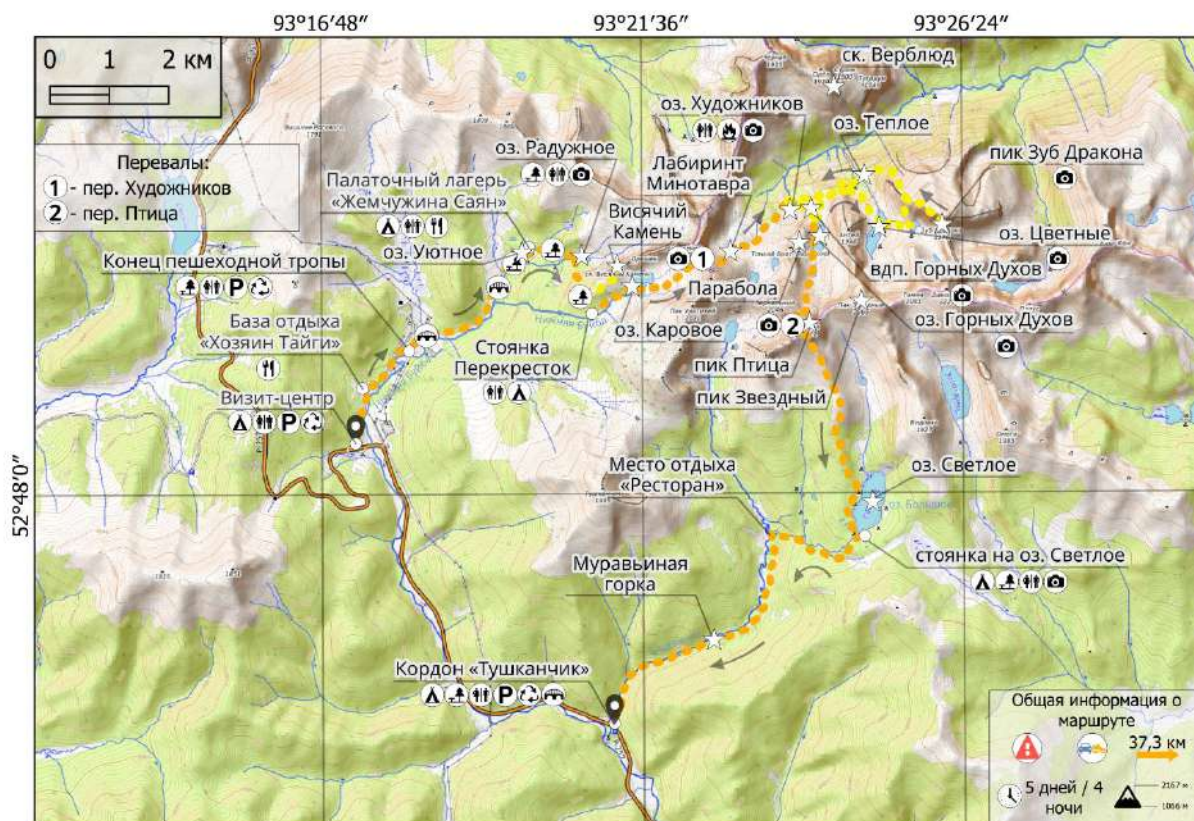 93°16′48″ 93°21′36″ 93°26′24″
0 1 2 км
ск. Верблюд
оз. Художников
оз. Теплое
оз. Радужное
пик Зуб Дракона
Перевалы:
1 - пер. Художников
2 - пер. Птица
Лабиринт
Минотавра
Палаточный лагерь
«Жемчужина Саян»
Висячий
Камень
оз. Цветные
оз. Уютное
Конец пешеходной тропы
P
1
вдп. Горных Духов
Парабола
База отдыха
«Хозяин Тайги»
оз. Каровое
оз. Горных Духов
2
Стоянка
Перекресток
пик Птица
Визит-центр
P
пик Звездный
52°48′0″
Место отдыха
«Ресторан»
оз. Светлое
стоянка на оз. Светлое
Муравьиная
горка
Кордон «Тушканчик»
P
Общая информация о
маршруте
37,3 км
5 дней / 4
ночи
2167 м
1066 м